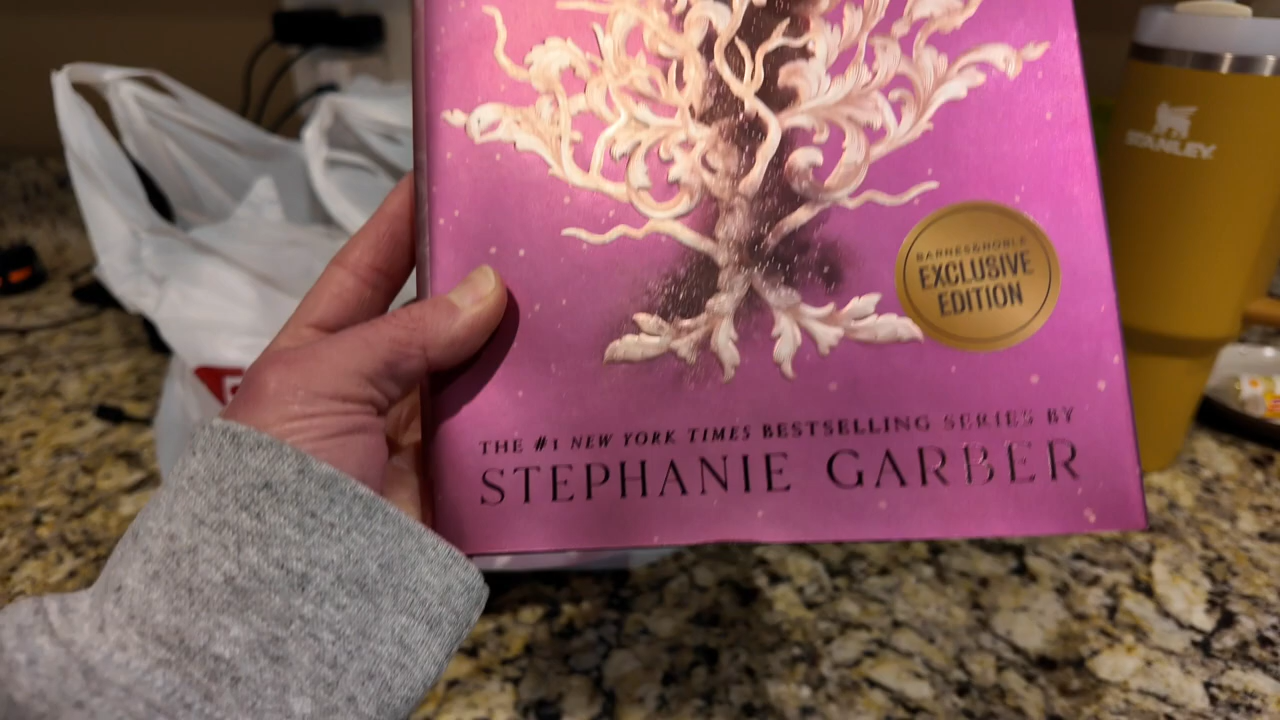 STANLEY
BARNES & NOBLE
EXCLUSIVE
EDITION
THE #1 NEW YORK TIMES BESTSELLING SERIES BY
STEPHANIE GARBER